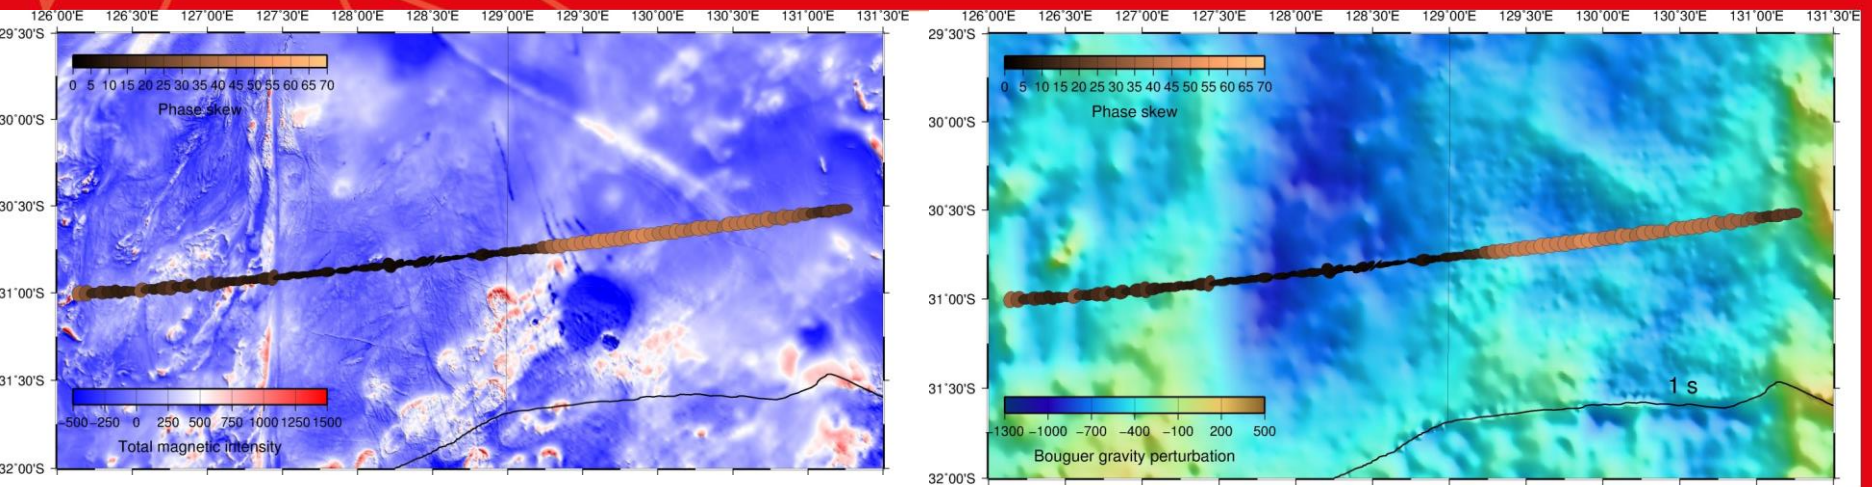 126˚00'E 126˚30'E 127˚00'E 127˚30'E 128˚00'E 128˚30'E 129˚00'E 129˚30'E 130˚00'E 130˚30'E 131˚00'E 131˚30'E
29˚30'S
0 5 10 15 20 25 30 35 40 45 50 55 60 65 70
Phase skew
30˚00'S
30˚30'S
31˚00'S
31˚30'S
−500 −250 0 250 500 750 1000 1250 1500
Total magnetic intensity
32˚00'S
126˚00'E 126˚30'E 127˚00'E 127˚30'E 128˚00'E 128˚30'E 129˚00'E 129˚30'E 130˚00'E 130˚30'E 131˚00'E 131˚30'E
29˚30'S
0 5 10 15 20 25 30 35 40 45 50 55 60 65 70
Phase skew
30˚00'S
30˚30'S
31˚00'S
31˚30'S
1 s
−1300 −1000 −700 −400 −100 200 500
Bouguer gravity perturbation
32˚00'S